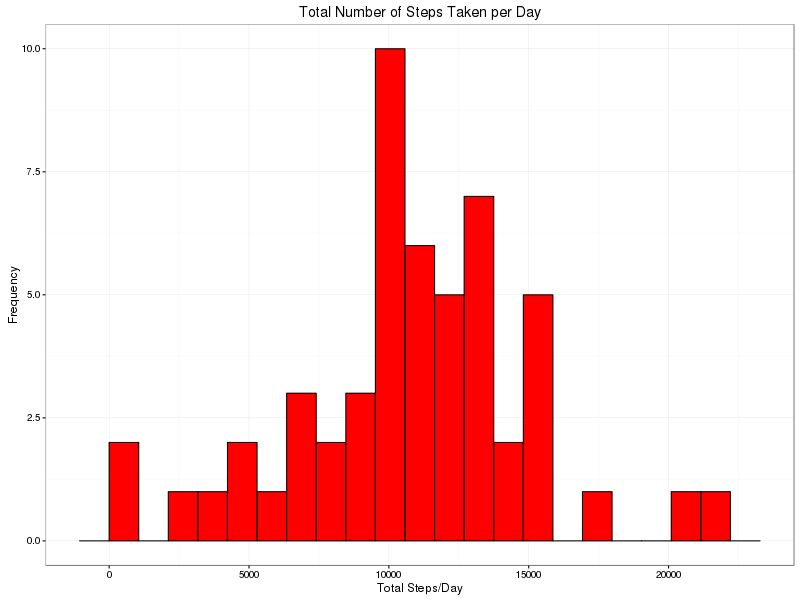 Total Number of Steps Taken per Day
10.0
7.5
5.0
2.5
0.0
Frequency
0 5000 10000 15000 20000
Total Steps/Day